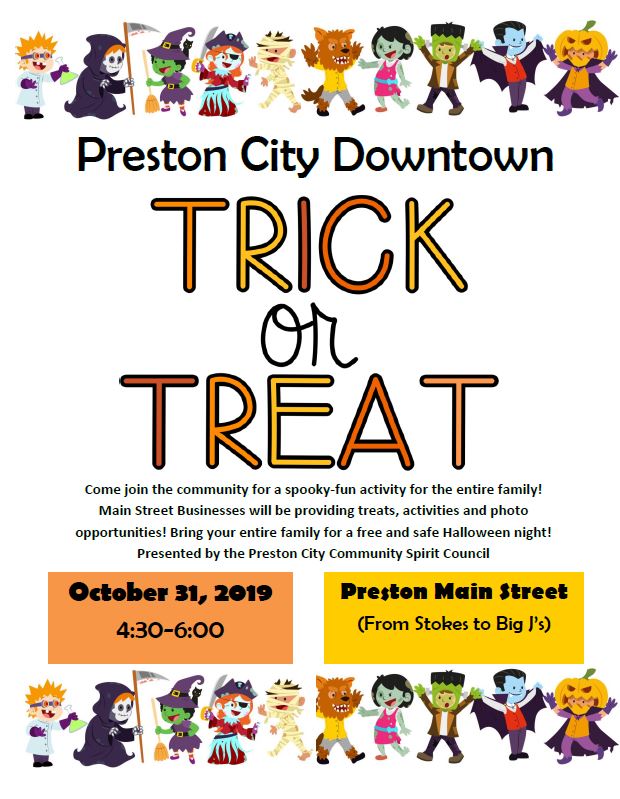 Preston City Downtown
TRICK
or
TREAT
Come join the community for a spooky-fun activity for the entire family!
Main Street Businesses will be providing treats, activities and photo
opportunities! Bring your entire family for a free and safe Halloween night!
Presented by the Preston City Community Spirit Council
October 31, 2019
4:30-6:00
Preston Main Street
(From Stokes to Big J's)